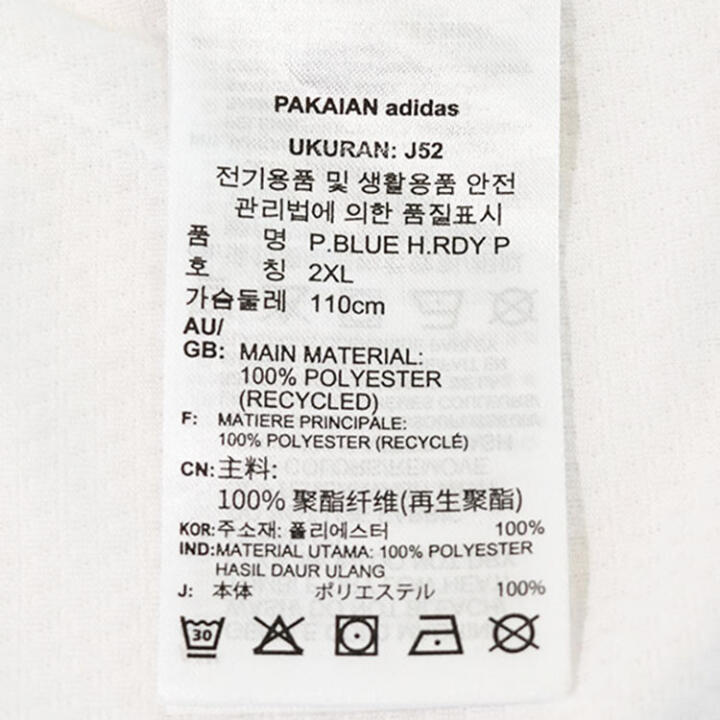 PAKAIAN adidas
UKURAN: J52
전기용품 및 생활용품 안전
관리법에 의한 품질표시
품 명 P.BLUE H.RDY P
호 칭 2XL
가슴둘레 110cm
AU/
GB: MAIN MATERIAL:
100% POLYESTER
(RECYCLED)
F: MATIERE PRINCIPALE:
100% POLYESTER (RECYCLÉ)
CN: 主料:
100% 聚酯纤维(再生聚酯)
KOR: 주소재: 폴리에스터 100%
IND: MATERIAL UTAMA: 100% POLYESTER
HASIL DAUR ULANG
J: 本体 ポリエステル 100%
30